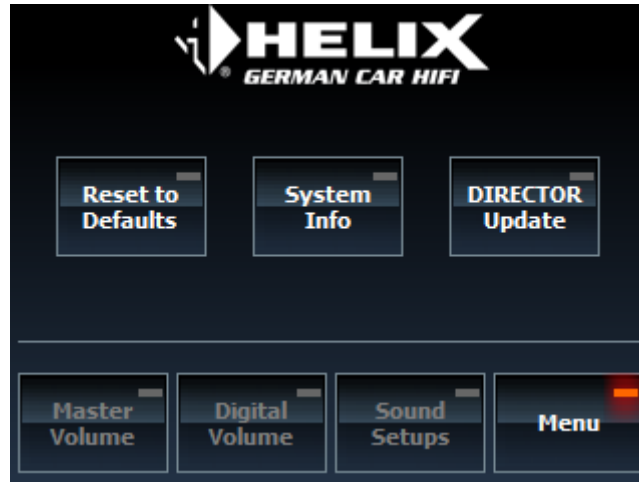 HELIX
GERMAN CAR HIFI
Reset to
Defaults
System
Info
DIRECTOR
Update
Master
Volume
Digital
Volume
Sound
Setups
Menu